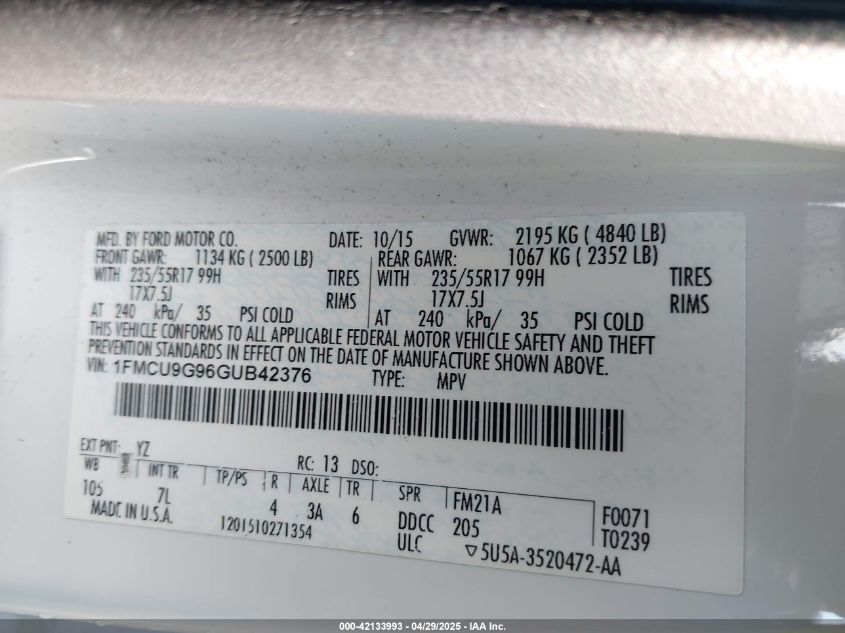 MFD. BY FORD MOTOR CO. DATE: 10/15 GVWR: 2195 KG ( 4840 LB)
FRONT GAWR: 1134 KG ( 2500 LB) REAR GAWR: 1067 KG ( 2352 LB)
WITH 235/55R17 99H TIRES WITH 235/55R17 99H TIRES
17X7.5J RIMS 17X7.5J RIMS
AT 240 kPa/ 35 PSI COLD AT 240 kPa/ 35 PSI COLD
THIS VEHICLE CONFORMS TO ALL APPLICABLE FEDERAL MOTOR VEHICLE SAFETY AND THEFT
PREVENTION STANDARDS IN EFFECT ON THE DATE OF MANUFACTURE SHOWN ABOVE.
VIN: 1FMCU9G96GUB42376 TYPE: MPV
EXT PNT: YZ RC: 13 DSO:
WB INT TR TP/PS R AXLE TR SPR FM21A F0071
105 7L 4 3A 6 DDCC 205 T0239
MADE IN U.S.A. 1201510271354 ULC ▽5U5A-3520472-AA
000-42133993 - 04/29/2025 - IAA Inc.